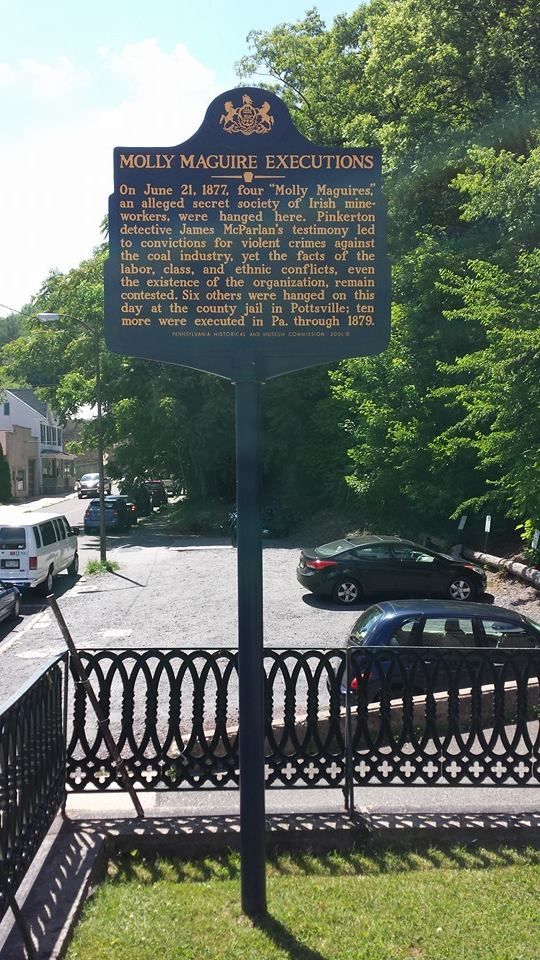 MOLLY MAGUIRE EXECUTIONS
On June 21, 1877, four "Molly Maguires,"
an alleged secret society of Irish mine-
workers, were hanged here. Pinkerton
detective James McParlan's testimony led
to convictions for violent crimes against
the coal industry, yet the facts of the
labor, class, and ethnic conflicts, even
the existence of the organization, remain
contested. Six others were hanged on this
day at the county jail in Pottsville; ten
more were executed in Pa. through 1879.
PENNSYLVANIA HISTORICAL AND MUSEUM COMMISSION 2006 ©